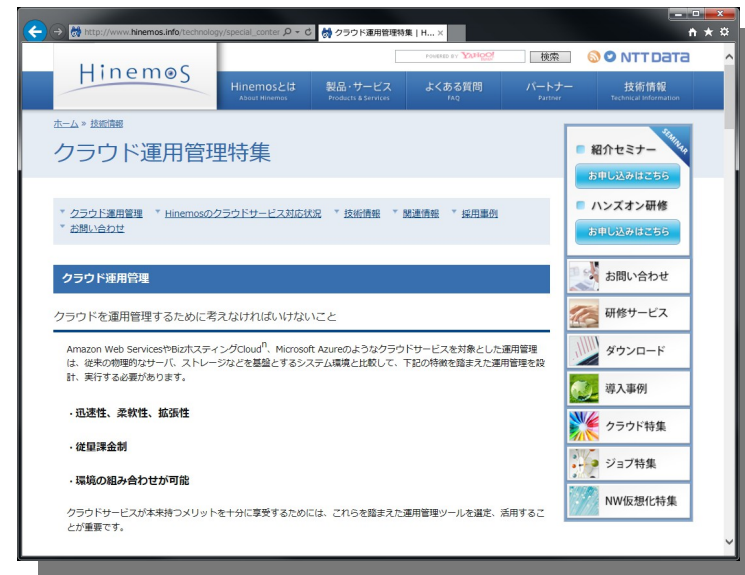 http://www.hinemos.info/technology/special_conter
クラウド運用管理特集 | H...
Hinemos
POWERED BY YAHOO!
検索
NTT DATA
Hinemosとは
About Hinemos
製品・サービス
Products & Services
よくある質問
FAQ
パートナー
Partner
技術情報
Technical Information
ホーム » 技術情報
クラウド運用管理特集
クラウド運用管理 Hinemosのクラウドサービス対応状況 技術情報 関連情報 採用事例
お問い合わせ
クラウド運用管理
クラウドを運用管理するために考えなければいけないこと
Amazon Web ServicesやBizホスティングCloudn、Microsoft Azureのようなクラウドサービスを対象とした運用管理
は、従来の物理的なサーバ、ストレージなどを基盤とするシステム環境と比較して、下記の特徴を踏まえた運用管理を設
計、実行する必要があります。
・迅速性、柔軟性、拡張性
・従量課金制
・環境の組み合わせが可能
クラウドサービスが本来持つメリットを十分に享受するためには、これらを踏まえた運用管理ツールを選定、活用するこ
とが重要です。
SEMINAR
紹介セミナー
お申し込みはこちら
ハンズオン研修
お申し込みはこちら
お問い合わせ
研修サービス
ダウンロード
導入事例
クラウド特集
ジョブ特集
NW仮想化特集